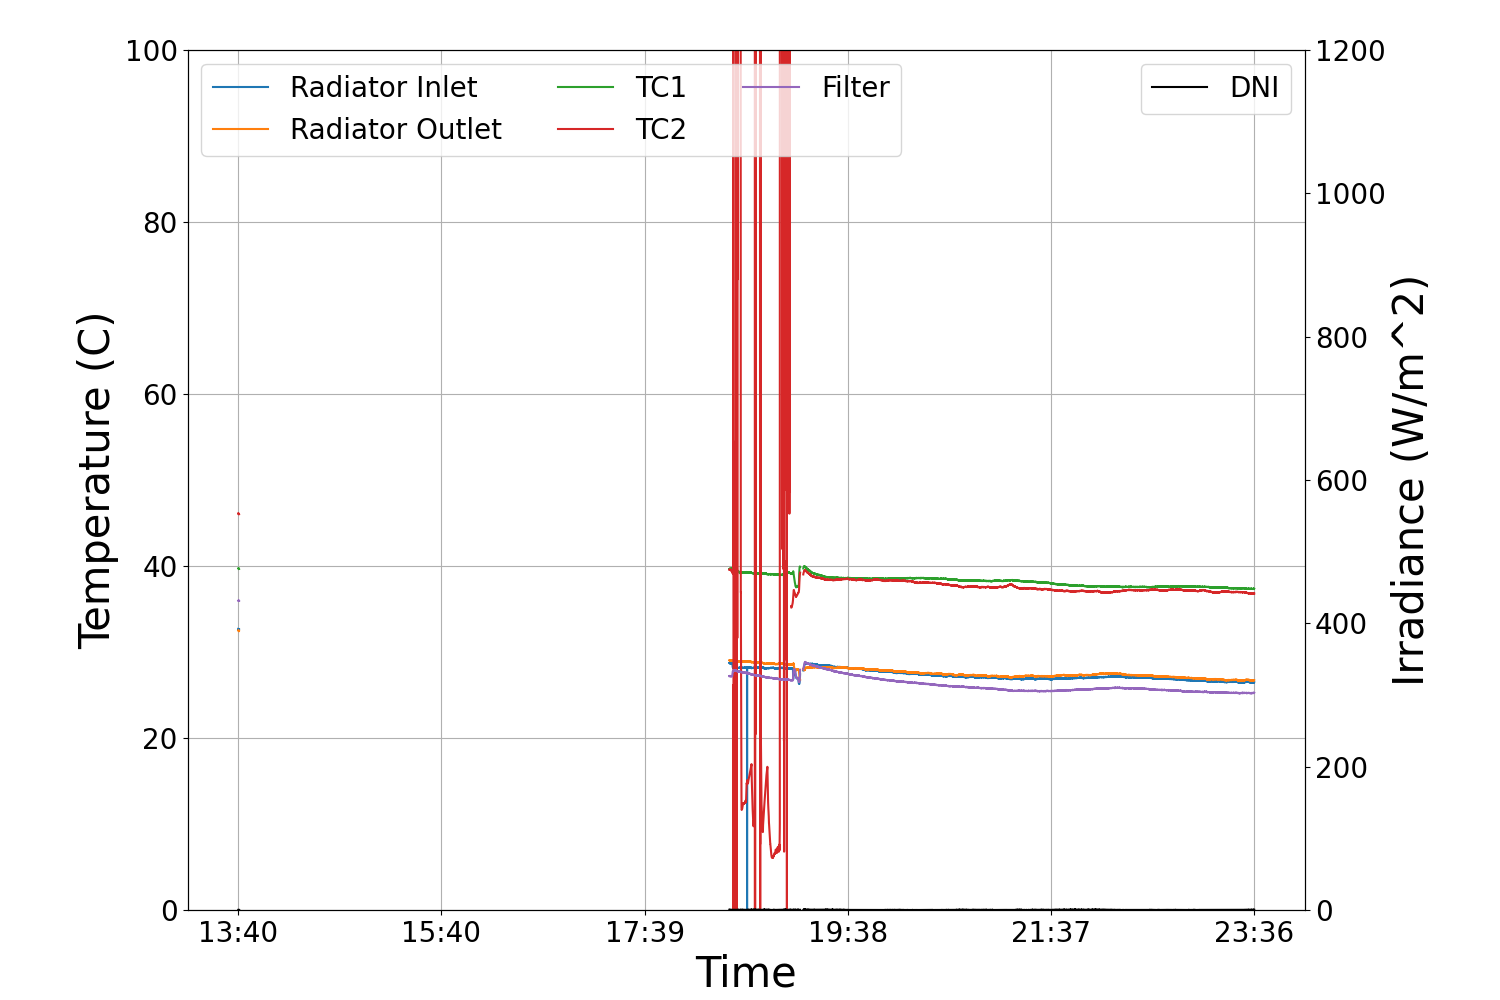 100
80
60
40
20
0
Temperature (C)
Radiator Inlet
Radiator Outlet
TC1
TC2
Filter
DNI
1200
1000
800
600
400
200
0
Irradiance (W/m^2)
13:40 15:40 17:39 19:38 21:37 23:36
Time